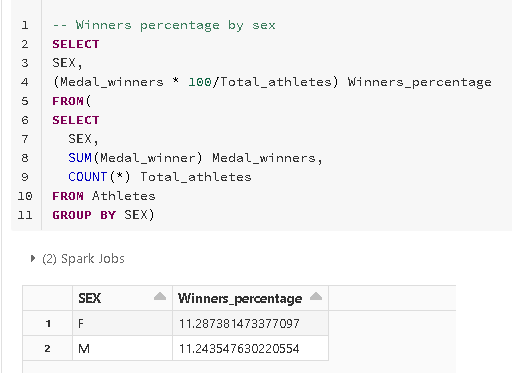 1 -- Winners percentage by sex
2 SELECT
3 SEX,
4 (Medal_winners * 100/Total_athletes) Winners_percentage
5 FROM(
6 SELECT
7   SEX,
8   SUM(Medal_winner) Medal_winners,
9   COUNT(*) Total_athletes
10 FROM Athletes
11 GROUP BY SEX)
(2) Spark Jobs
SEX Winners_percentage
1 F 11.287381473377097
2 M 11.243547630220554